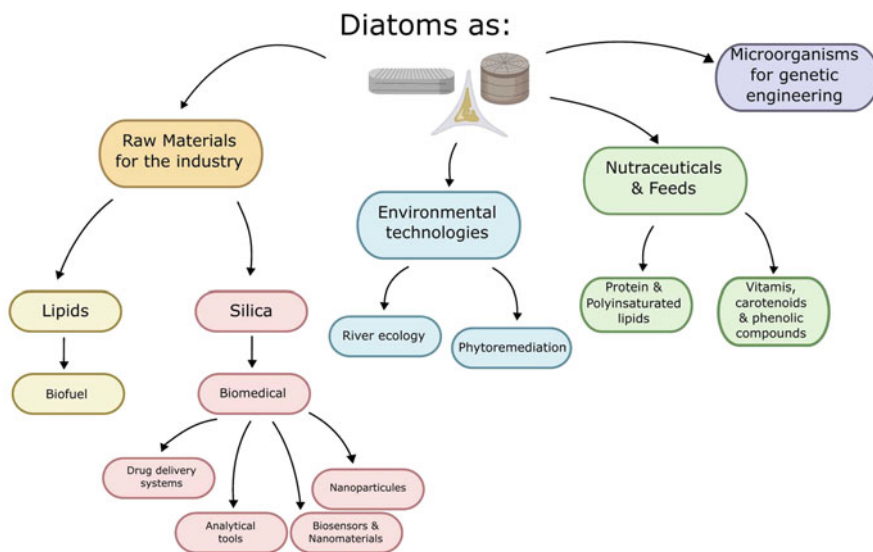 Diatoms as:
Microorganisms
for genetic
engineering
Raw Materials
for the industry
Nutraceuticals
& Feeds
Environmental
technologies
Lipids
Silica
Protein &
Polyinsaturated
lipids
Vitamis,
carotenoids
& phenolic
compounds
River ecology
Phytoremediation
Biofuel
Biomedical
Drug delivery
systems
Nanoparticules
Analytical
tools
Biosensors &
Nanomaterials